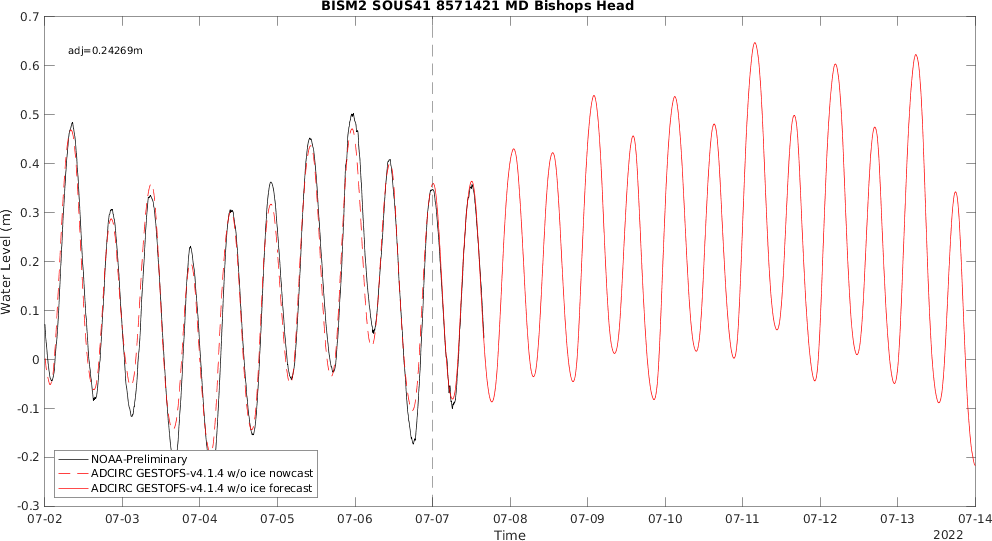 BISM2 SOUS41 8571421 MD Bishops Head
0.7
0.6
0.5
0.4
0.3
0.2
0.1
0
-0.1
-0.2
-0.3
Water Level (m)
adj=0.24269m
NOAA-Preliminary
ADCIRC GESTOFS-v4.1.4 w/o ice nowcast
ADCIRC GESTOFS-v4.1.4 w/o ice forecast
07-02 07-03 07-04 07-05 07-06 07-07 07-08 07-09 07-10 07-11 07-12 07-13 07-14
Time
2022